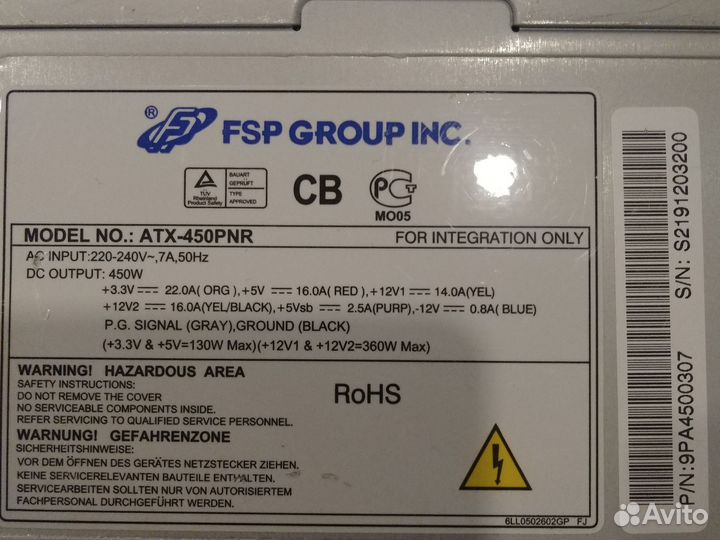 ® FSP GROUP INC.
TÜV
Rheinland
Product Safety
BAUART
GEPRÜFT
TYPE
APPROVED
CB
РСТ
MO05
MODEL NO.: ATX-450PNR
FOR INTEGRATION ONLY
AC INPUT:220-240V~,7A,50Hz
DC OUTPUT: 450W
+3.3V ⎓ 22.0A( ORG ),+5V ⎓ 16.0A( RED ),+12V1 ⎓ 14.0A(YEL)
+12V2 ⎓ 16.0A(YEL/BLACK),+5Vsb ⎓ 2.5A(PURP),-12V ⎓ 0.8A( BLUE)
P.G. SIGNAL (GRAY),GROUND (BLACK)
(+3.3V & +5V=130W Max)(+12V1 & +12V2=360W MAX)
WARNING! HAZARDOUS AREA
SAFETY INSTRUCTIONS:
DO NOT REMOVE THE COVER
NO SERVICEABLE COMPONENTS INSIDE.
REFER SERVICING TO QUALIFIED SERVICE PERSONNEL.
RoHS
WARNUNG! GEFAHRENZONE
SICHERHEITSHINWEISE:
VOR DEM ÖFFNEN DES GERÄTES NETZSTECKER ZIEHEN.
KEINE SERVICERELEVANTEN BAUTEILE ENTHALTEN.
SERVICEARBEITEN SOLLTEN NUR VON AUTORISIERTEM
FACHPERSONAL DURCHGEFÜHRT WERDEN.
6LL0502602GP FJ
P/N:9PA4500307 S/N: S2191203200
Avito